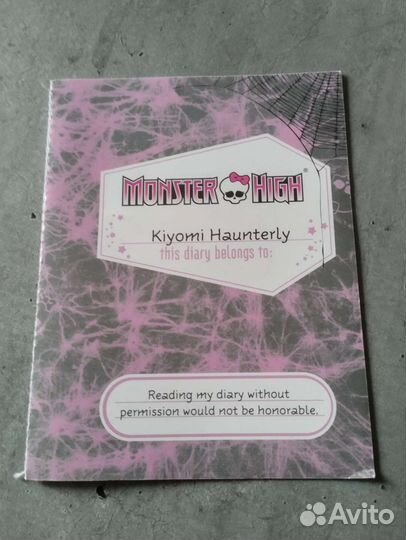 MONSTER HIGH®
Kiyomi Haunterly
this diary belongs to:
Reading my diary without
permission would not be honorable.
Avito